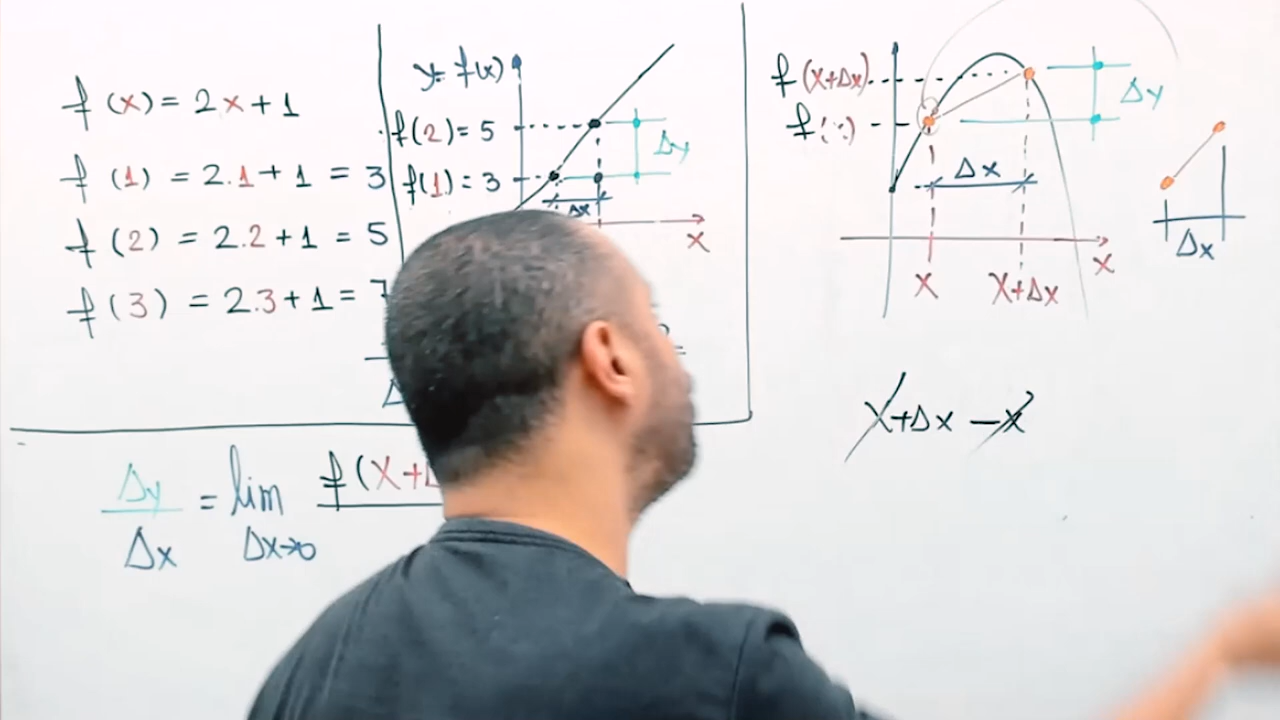 f(x) = 2x+1
f(1) = 2.1+1 = 3
f(2) = 2.2+1 = 5
f(3) = 2.3+1 = 7
y= f(x)
f(2)= 5
f(1)= 3
Δy
Δx
x
f(x+Δx)
Δy
Δx
x
x+Δx
x
Δx
x+Δx -x
Δy = lim f(x+
Δx Δx→0